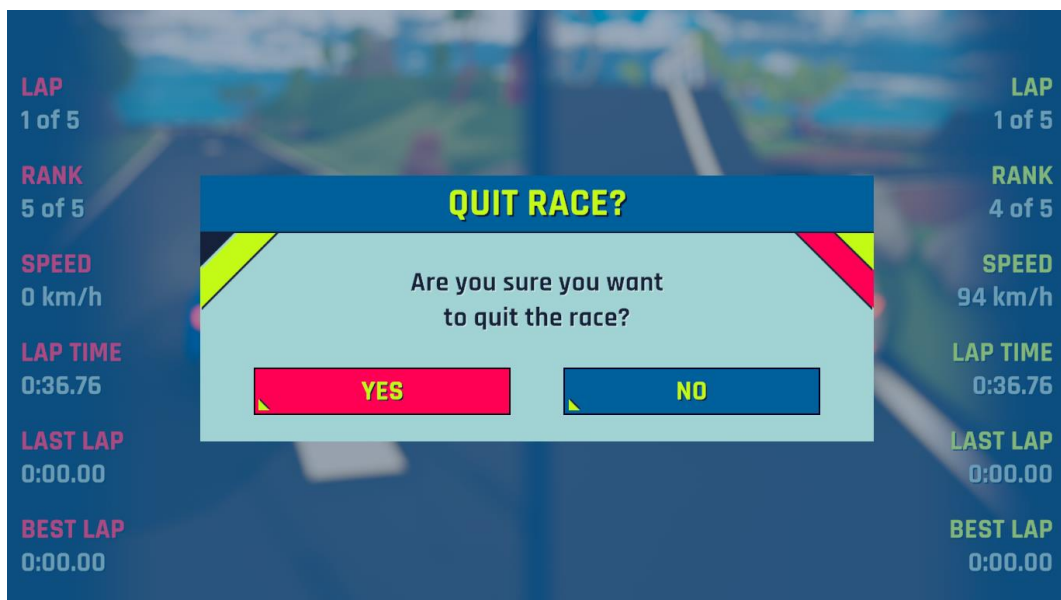 LAP
1 of 5
RANK
5 of 5
SPEED
0 km/h
LAP TIME
0:36.76
LAST LAP
0:00.00
BEST LAP
0:00.00
QUIT RACE?
Are you sure you want
to quit the race?
YES
NO
LAP
1 of 5
RANK
4 of 5
SPEED
94 km/h
LAP TIME
0:36.76
LAST LAP
0:00.00
BEST LAP
0:00.00